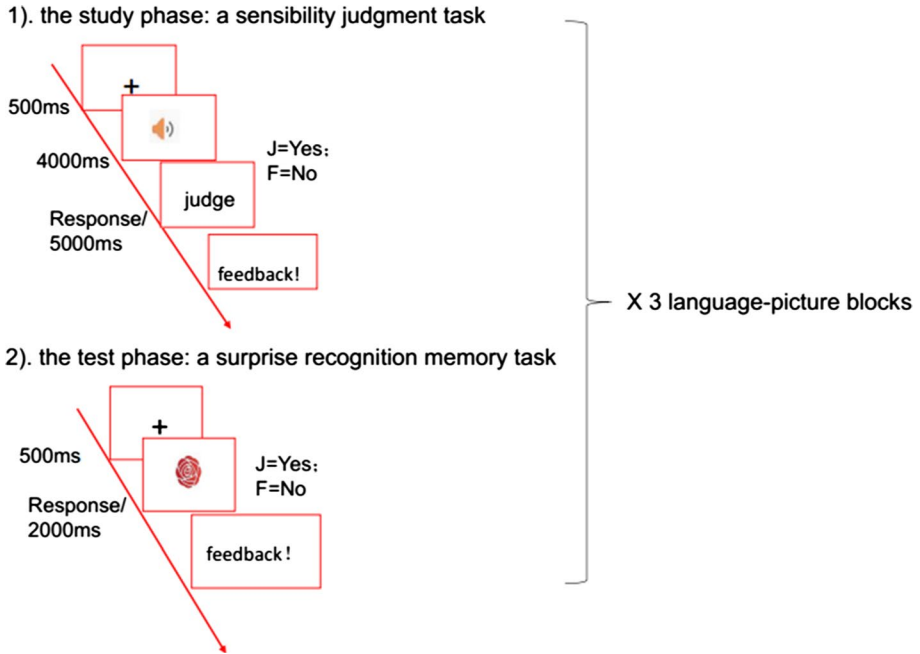 1). the study phase: a sensibility judgment task
+
500ms
4000ms
J=Yes;
F=No
judge
Response/
5000ms
feedback!
X 3 language-picture blocks
2). the test phase: a surprise recognition memory task
+
500ms
J=Yes;
F=No
Response/
2000ms
feedback!